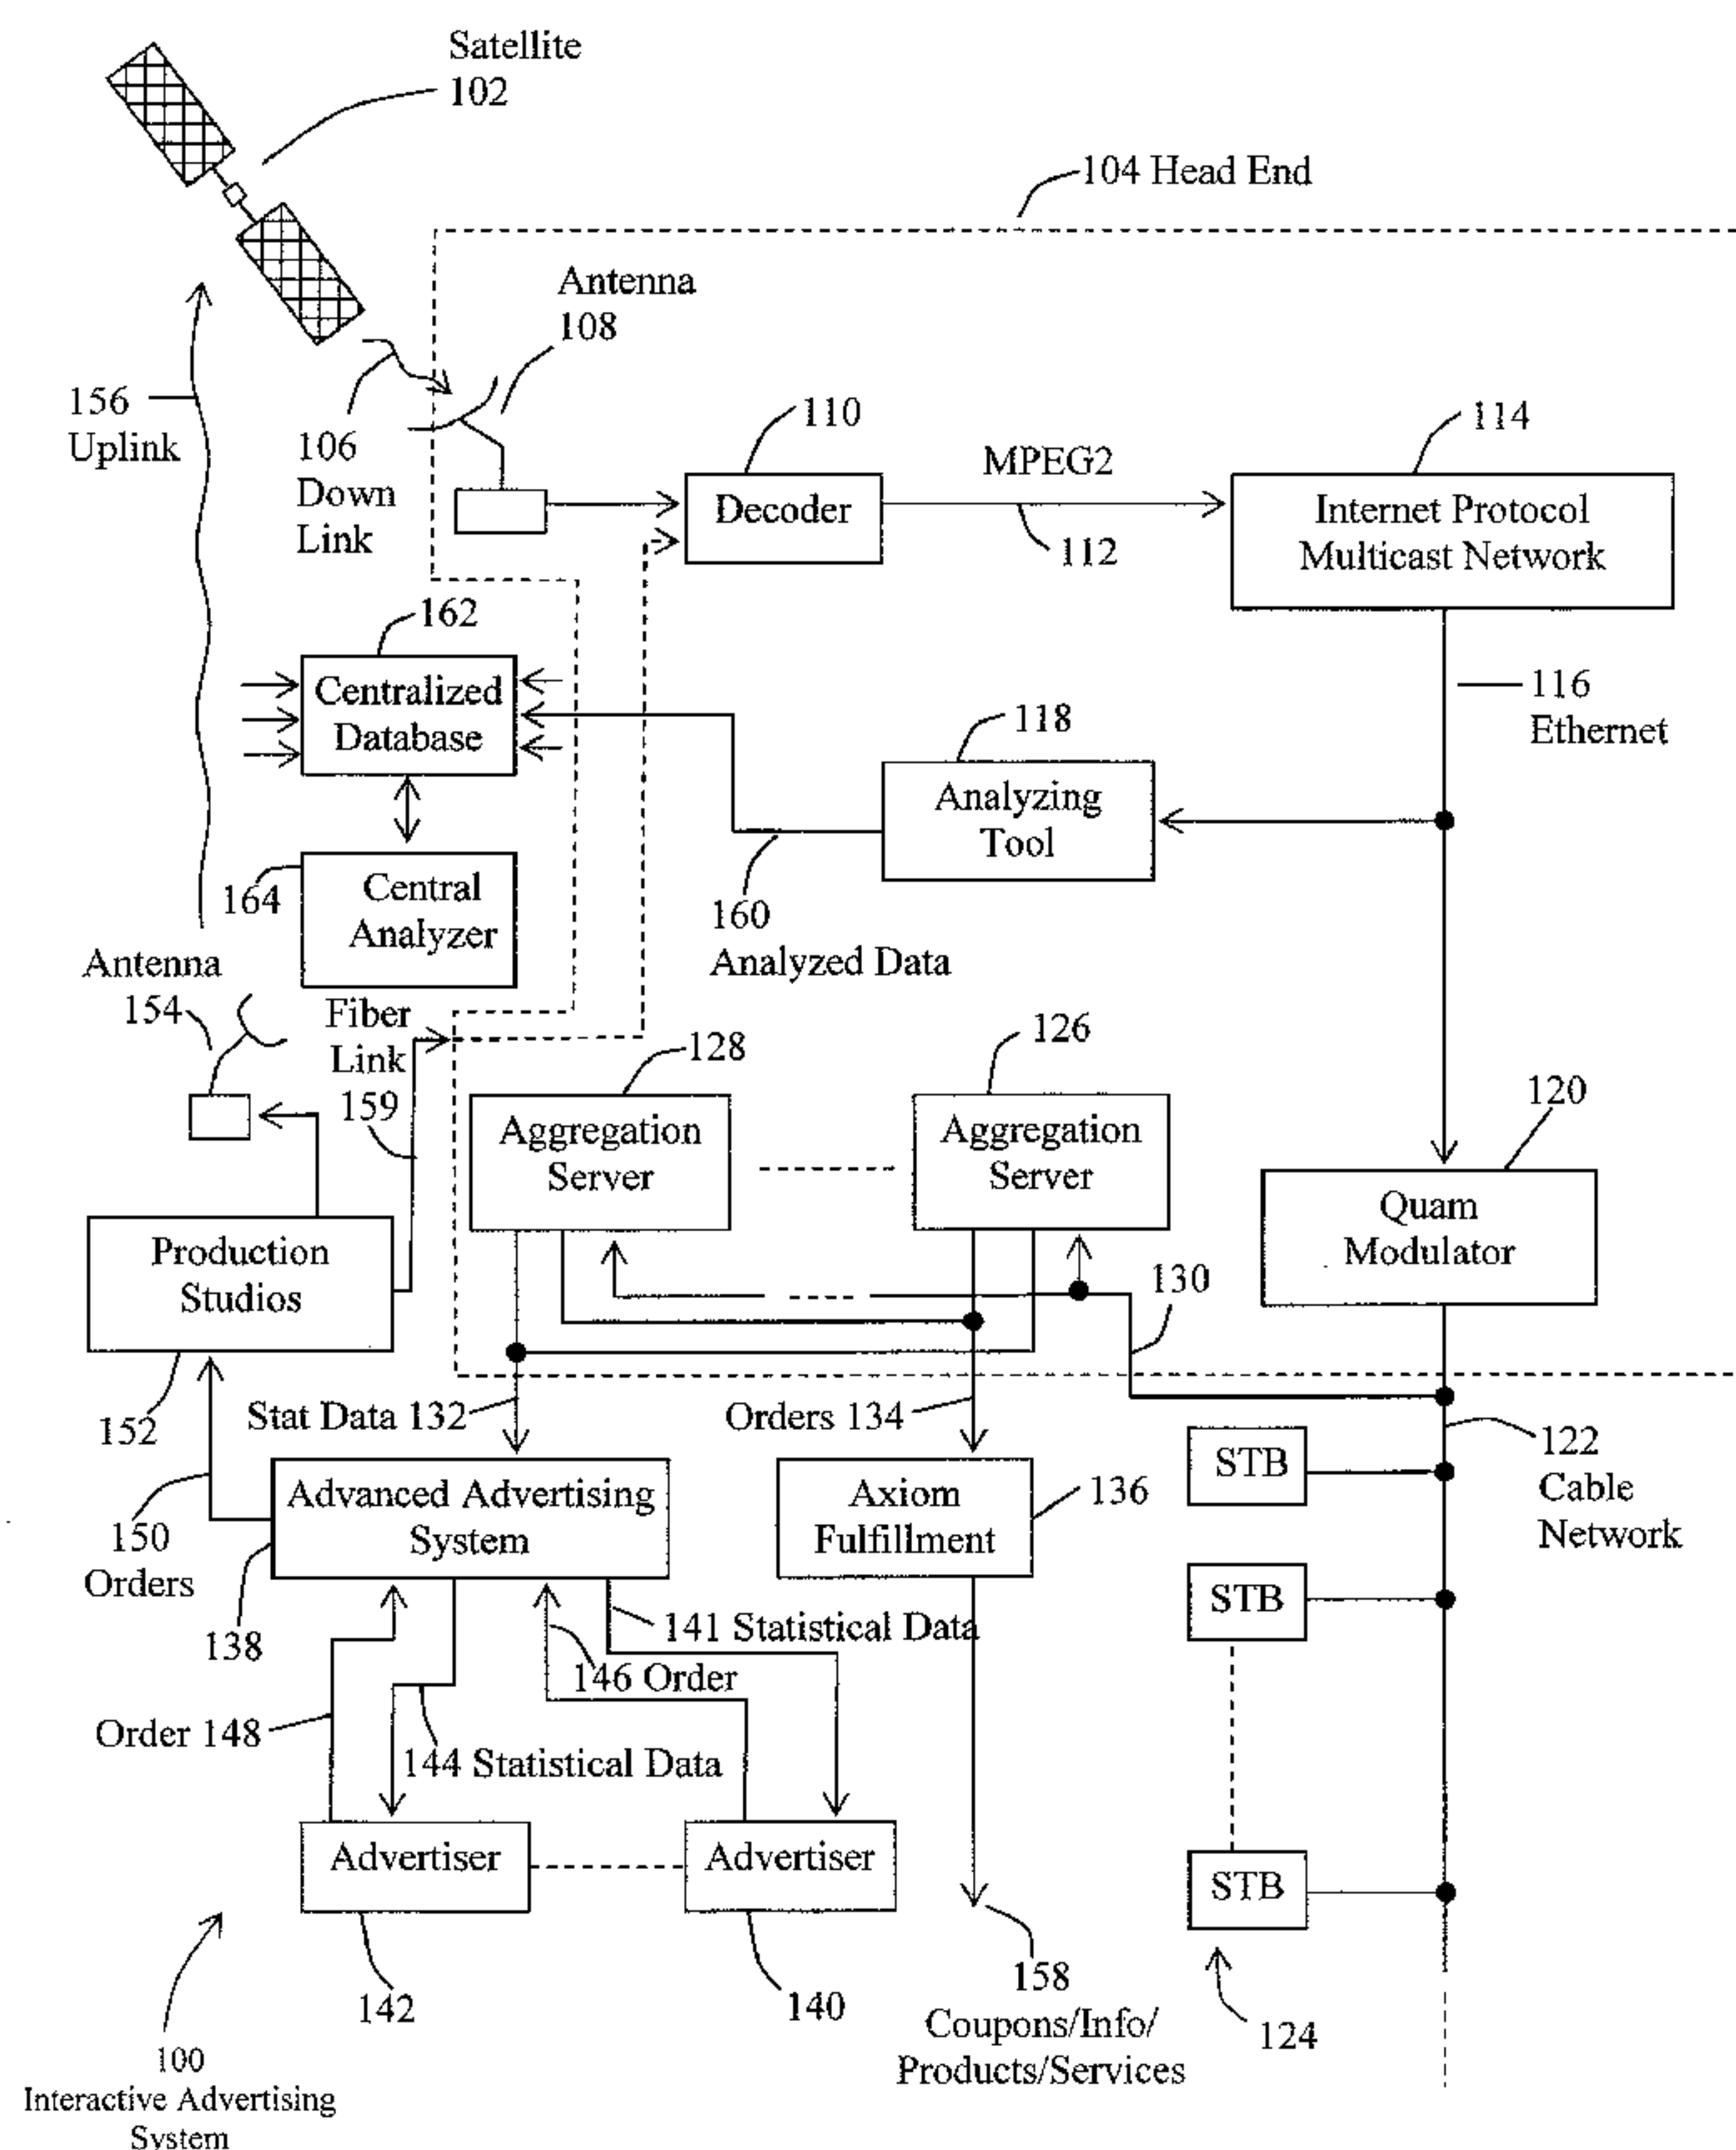 Satellite
102
104 Head End
Antenna
108
156
Uplink
106
Down
Link
110
MPEG2
114
Decoder
112
Internet Protocol
Multicast Network
162
Centralized
Database
118
116
Ethernet
Analyzing
Tool
164
Central
Analyzer
160
Analyzed Data
Antenna
154
Fiber
Link
159
128
126
120
Aggregation
Server
Aggregation
Server
Quam
Modulator
Production
Studios
130
152
Stat Data 132
Orders 134
122
Cable
Network
STB
150
Orders
Advanced Advertising
System
Axiom
Fulfillment
136
STB
138
141 Statistical Data
146 Order
Order 148
144 Statistical Data
Advertiser
Advertiser
STB
142
140
158
Coupons/Info/
Products/Services
124
100
Interactive Advertising
System